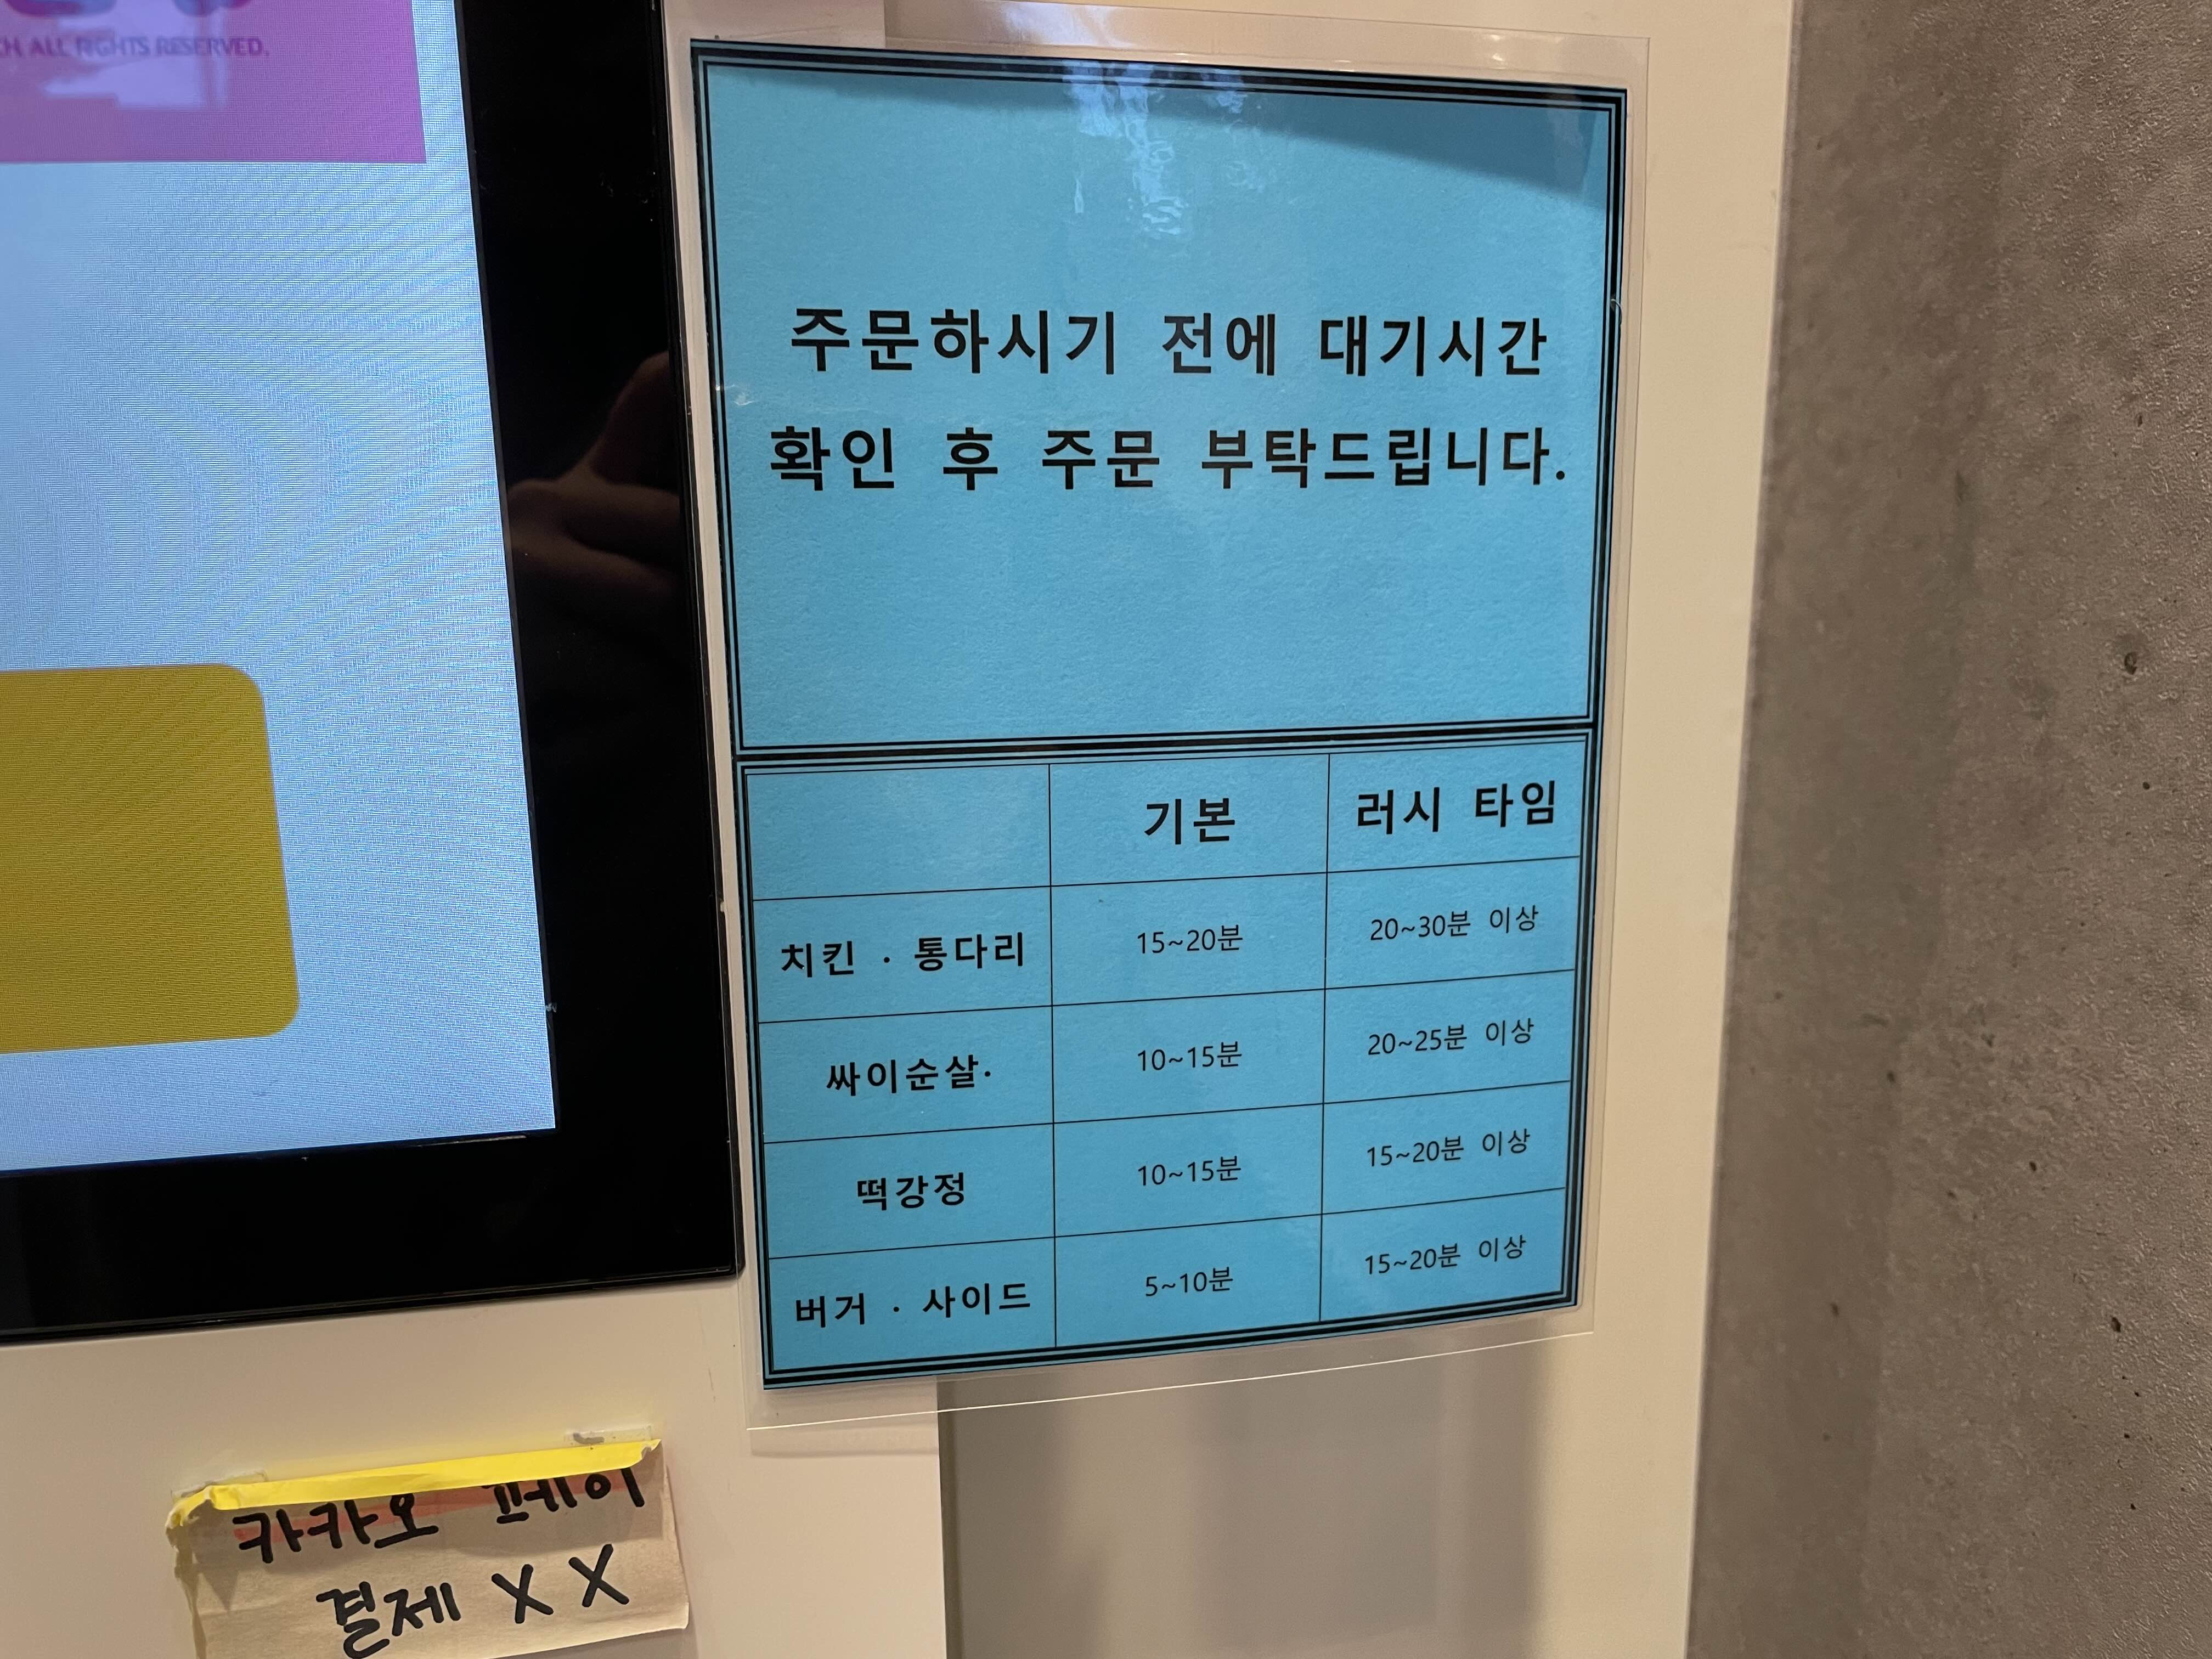 ALL RIGHTS RESERVED.
주문하시기 전에 대기시간
확인 후 주문 부탁드립니다.
기본 러시 타임
치킨 · 통다리 15~20분 20~30분 이상
싸이순살· 10~15분 20~25분 이상
떡강정 10~15분 15~20분 이상
버거 · 사이드 5~10분 15~20분 이상
카카오 페이
결제 X X